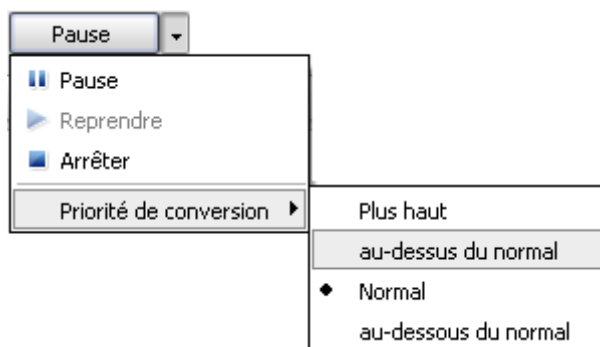 Pause
Pause
Reprendre
Arrêter
Priorité de conversion
Plus haut
au-dessus du normal
Normal
au-dessous du normal